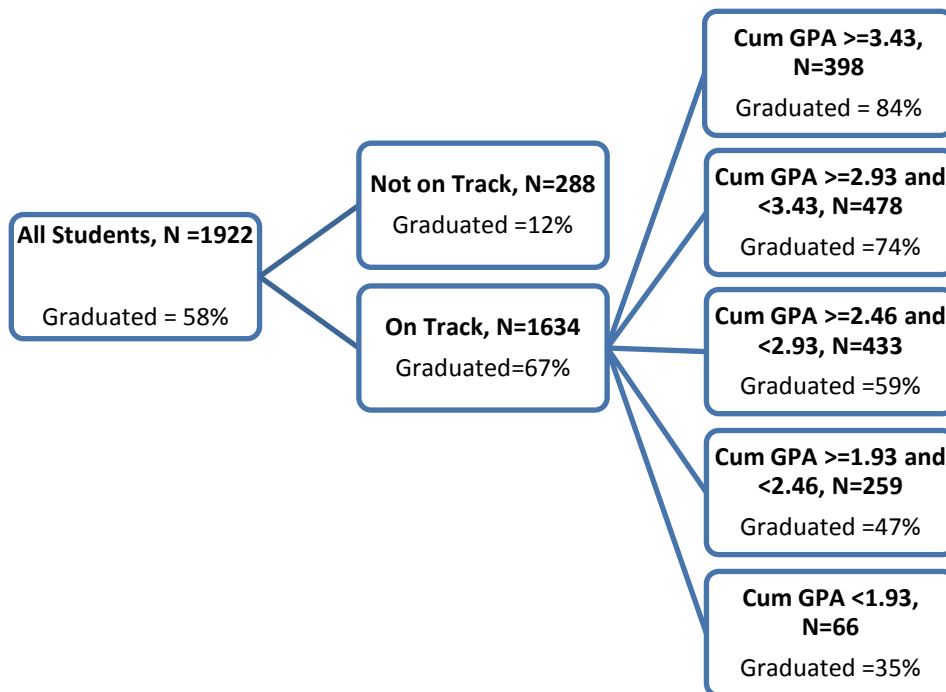 All Students, N =1922
Graduated = 58%
Not on Track, N=288
Graduated =12%
On Track, N=1634
Graduated=67%
Cum GPA >=3.43,
N=398
Graduated = 84%
Cum GPA >=2.93 and
<3.43, N=478
Graduated =74%
Cum GPA >=2.46 and
<2.93, N=433
Graduated =59%
Cum GPA >=1.93 and
<2.46, N=259
Graduated =47%
Cum GPA <1.93,
N=66
Graduated =35%